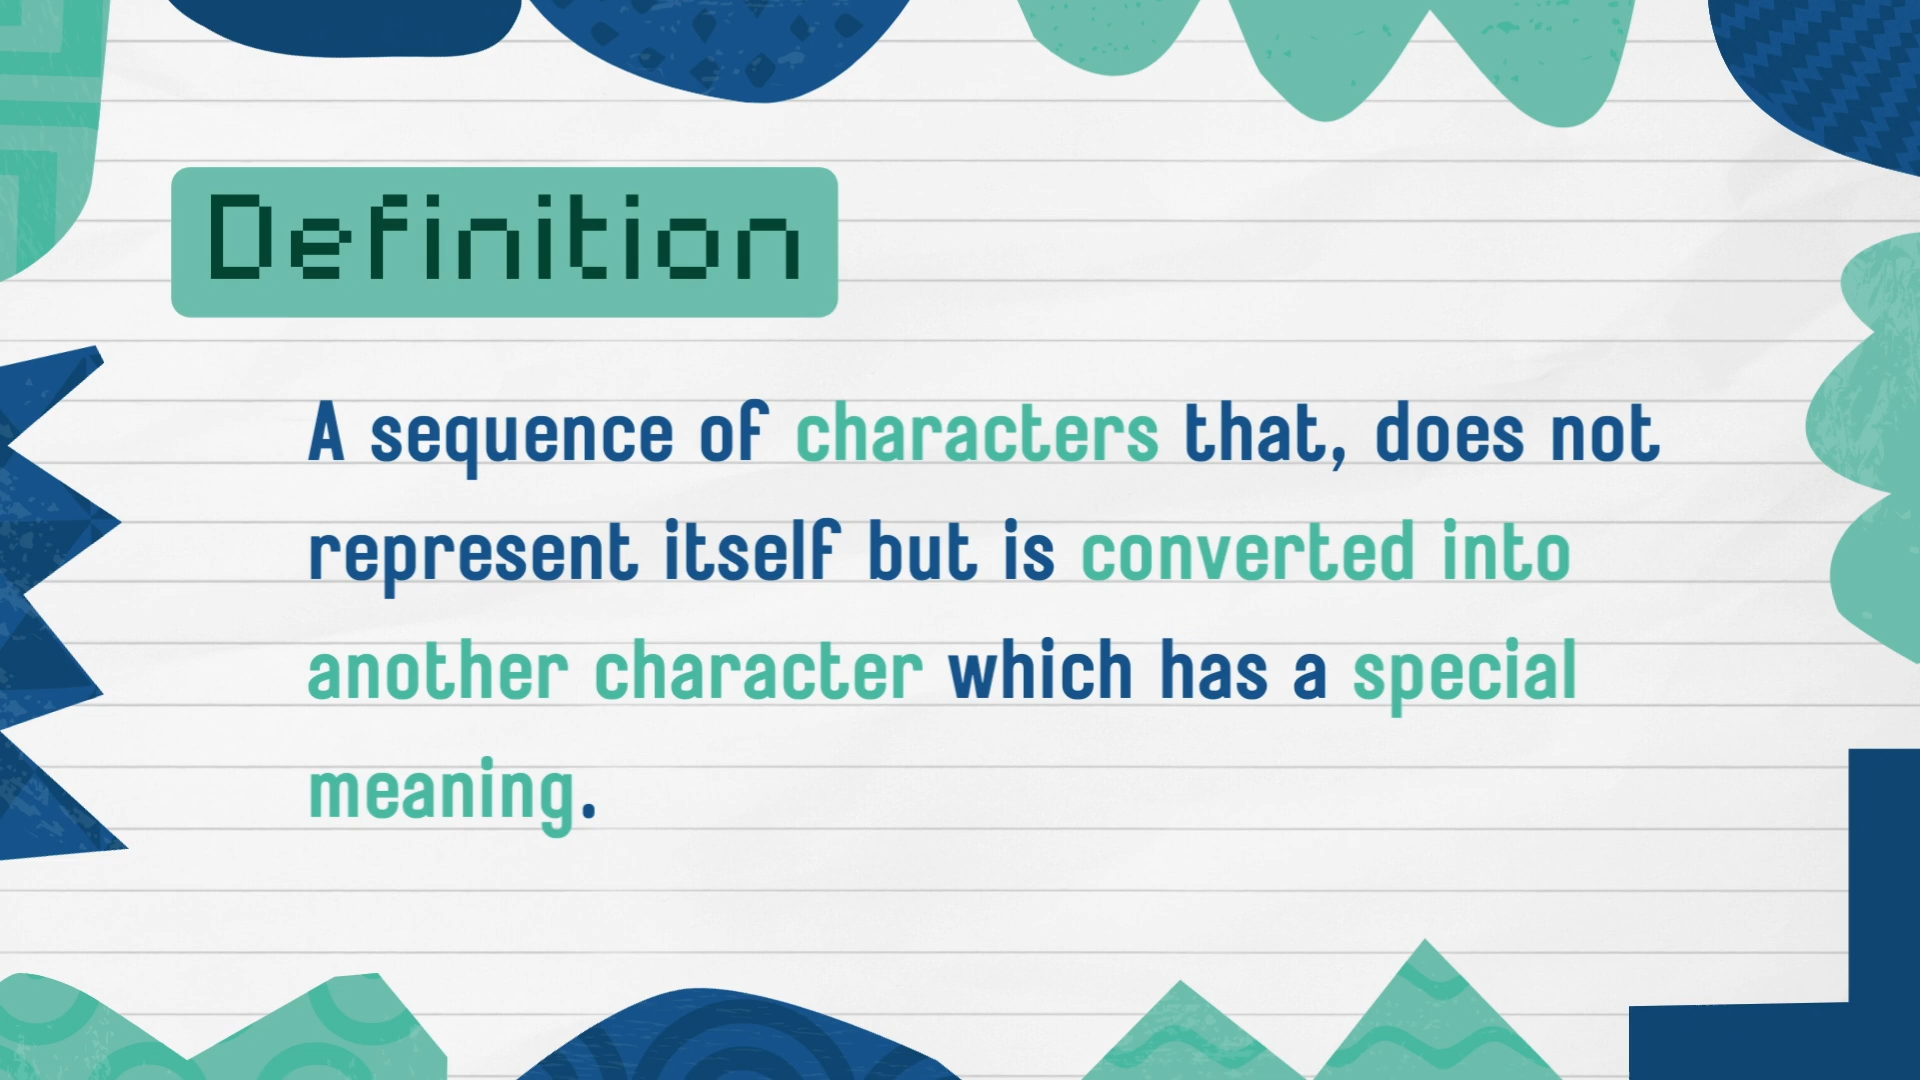 Definition
A sequence of characters that, does not
represent itself but is converted into
another character which has a special
meaning.